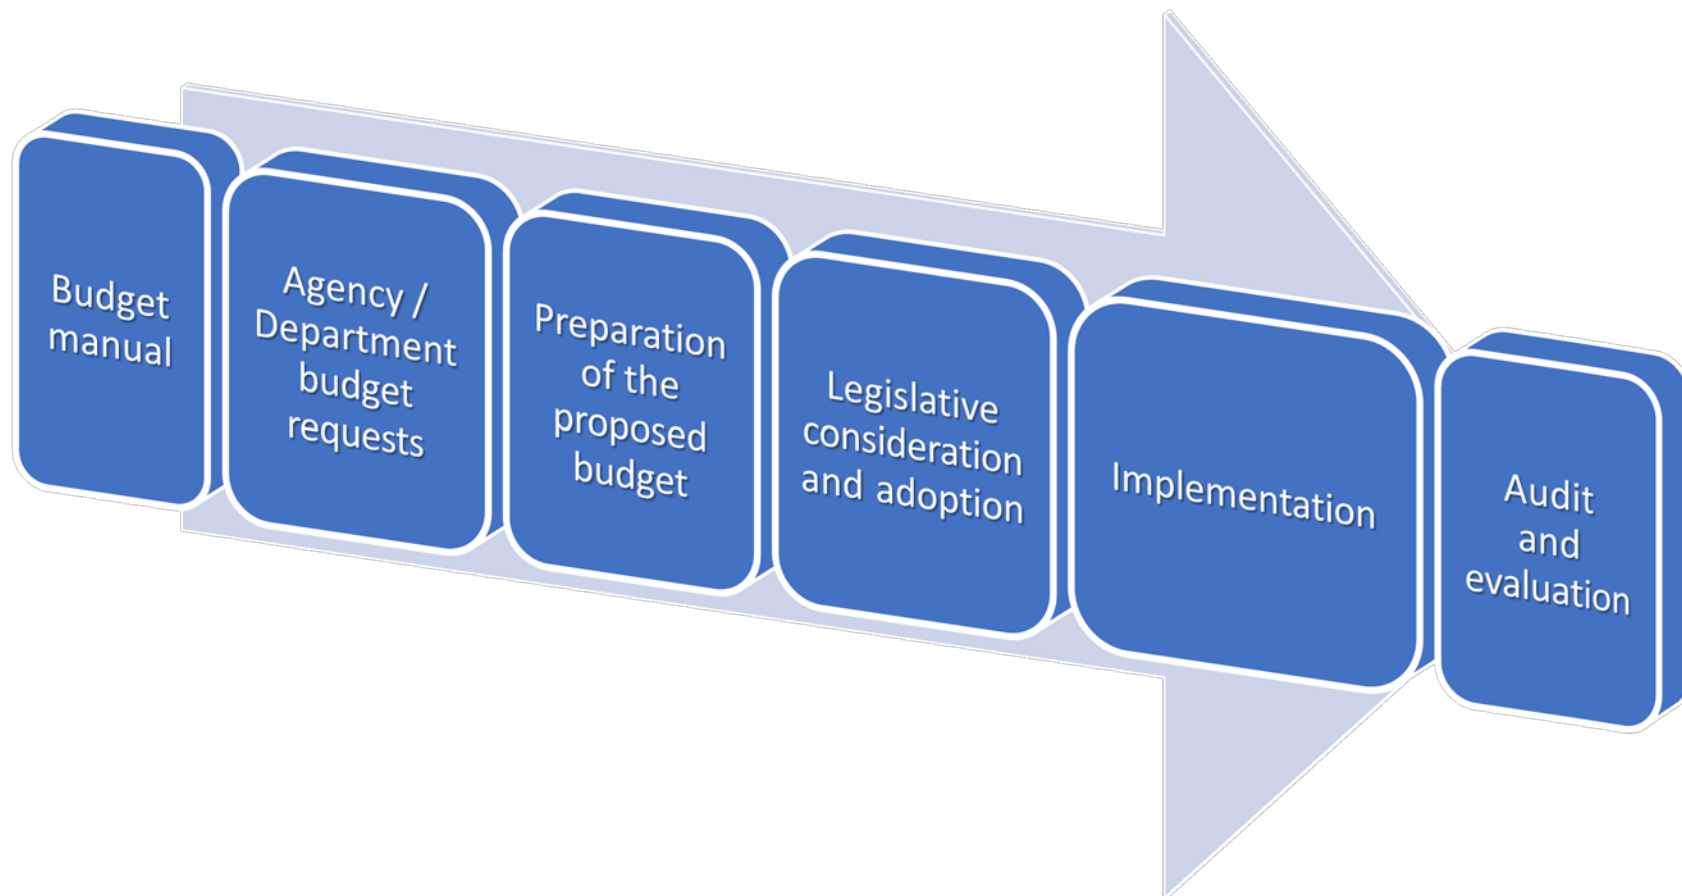 Budget
manual
Agency /
Department
budget
requests
Preparation
of the
proposed
budget
Legislative
consideration
and adoption
Implementation
Audit
and
evaluation